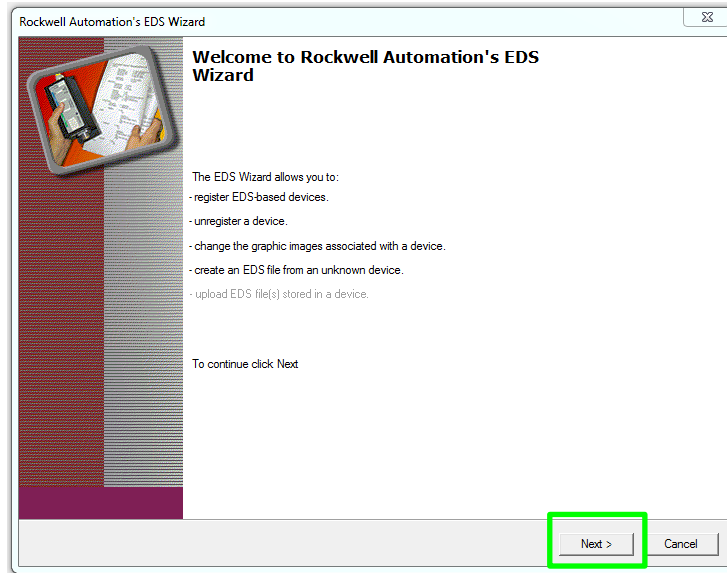 Rockwell Automation's EDS Wizard
Welcome to Rockwell Automation's EDS
Wizard
The EDS Wizard allows you to:
- register EDS-based devices.
- unregister a device.
- change the graphic images associated with a device.
- create an EDS file from an unknown device.
- upload EDS file(s) stored in a device.
To continue click Next
Next >
Cancel